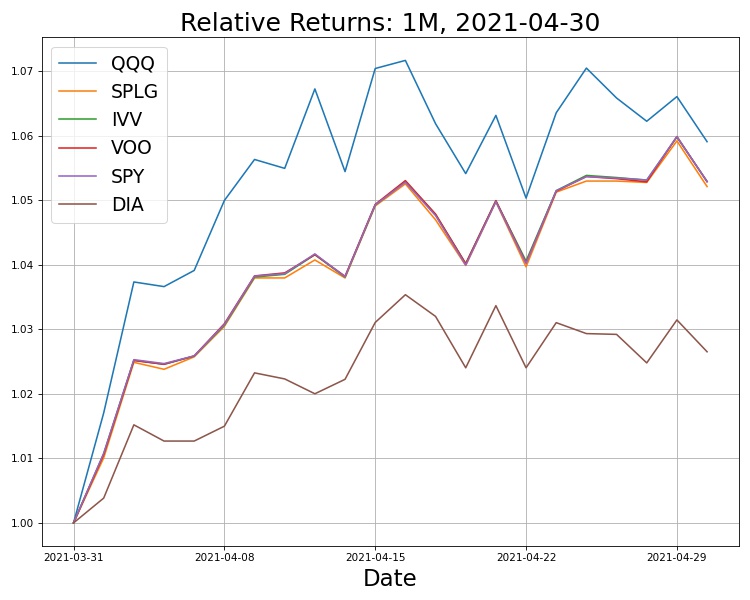 Relative Returns: 1M, 2021-04-30
QQQ
SPLG
IVV
VOO
SPY
DIA
1.07
1.06
1.05
1.04
1.03
1.02
1.01
1.00
2021-03-31
2021-04-08
2021-04-15
2021-04-22
2021-04-29
Date